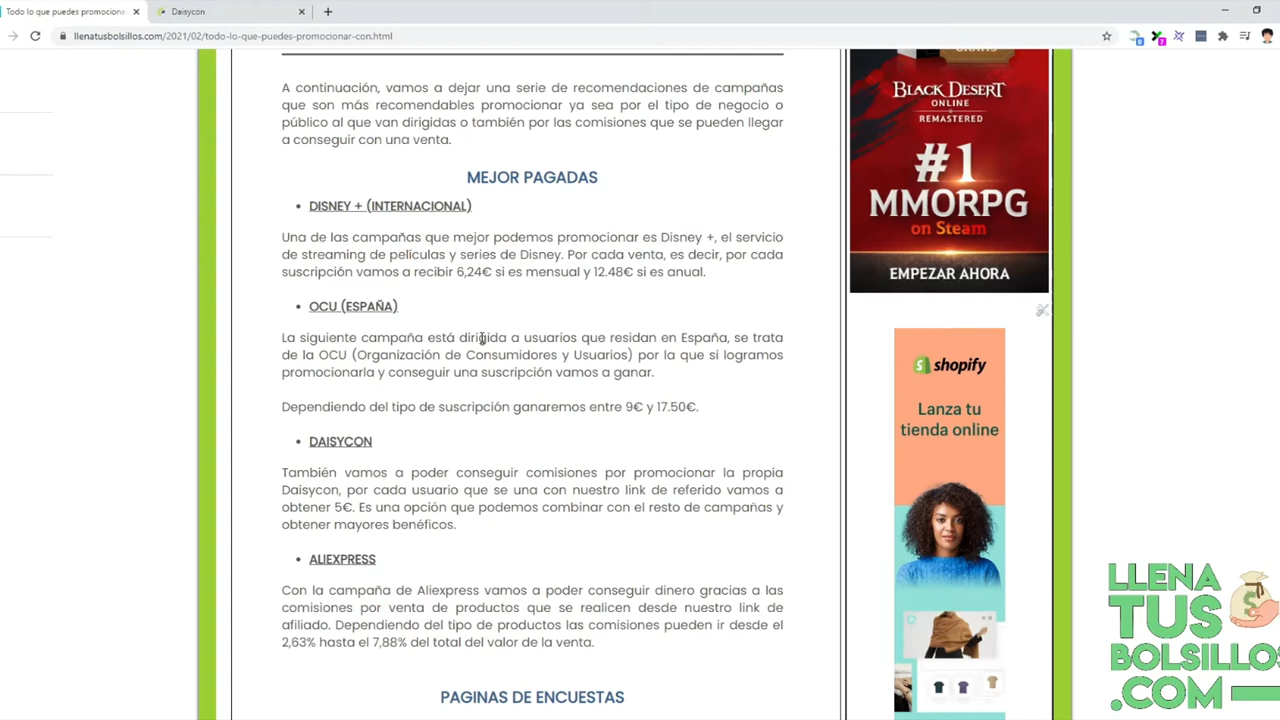 Todo lo que puedes promociona
Daisycon
llenatusbolsillos.com/2021/02/todo-lo-que-puedes-promocionar-con.html
A continuación, vamos a dejar una serie de recomendaciones de campañas
que son más recomendables promocionar ya sea por el tipo de negocio o
público al que van dirigidas o también por las comisiones que se pueden llegar
a conseguir con una venta.
MEJOR PAGADAS
• DISNEY + (INTERNACIONAL)
Una de las campañas que mejor podemos promocionar es Disney +, el servicio
de streaming de películas y series de Disney. Por cada venta, es decir, por cada
suscripción vamos a recibir 6,24€ si es mensual y 12.48€ si es anual.
• OCU (ESPAÑA)
La siguiente campaña está dirigida a usuarios que residan en España, se trata
de la OCU (Organización de Consumidores y Usuarios) por la que si logramos
promocionarla y conseguir una suscripción vamos a ganar.
Dependiendo del tipo de suscripción ganaremos entre 9€ y 17.50€.
• DAISYCON
También vamos a poder conseguir comisiones por promocionar la propia
Daisycon, por cada usuario que se una con nuestro link de referido vamos a
obtener 5€. Es una opción que podemos combinar con el resto de campañas y
obtener mayores benéficos.
• ALIEXPRESS
Con la campaña de Aliexpress vamos a poder conseguir dinero gracias a las
comisiones por venta de productos que se realicen desde nuestro link de
afiliado. Dependiendo del tipo de productos las comisiones pueden ir desde el
2,63% hasta el 7,88% del total del valor de la venta.
PAGINAS DE ENCUESTAS
BLACK DESERT
ONLINE
REMASTERED
#1
MMORPG
on Steam
EMPEZAR AHORA
shopify
Lanza tu
tienda online
LLENA
TUS
BOLSILLOS
.COM